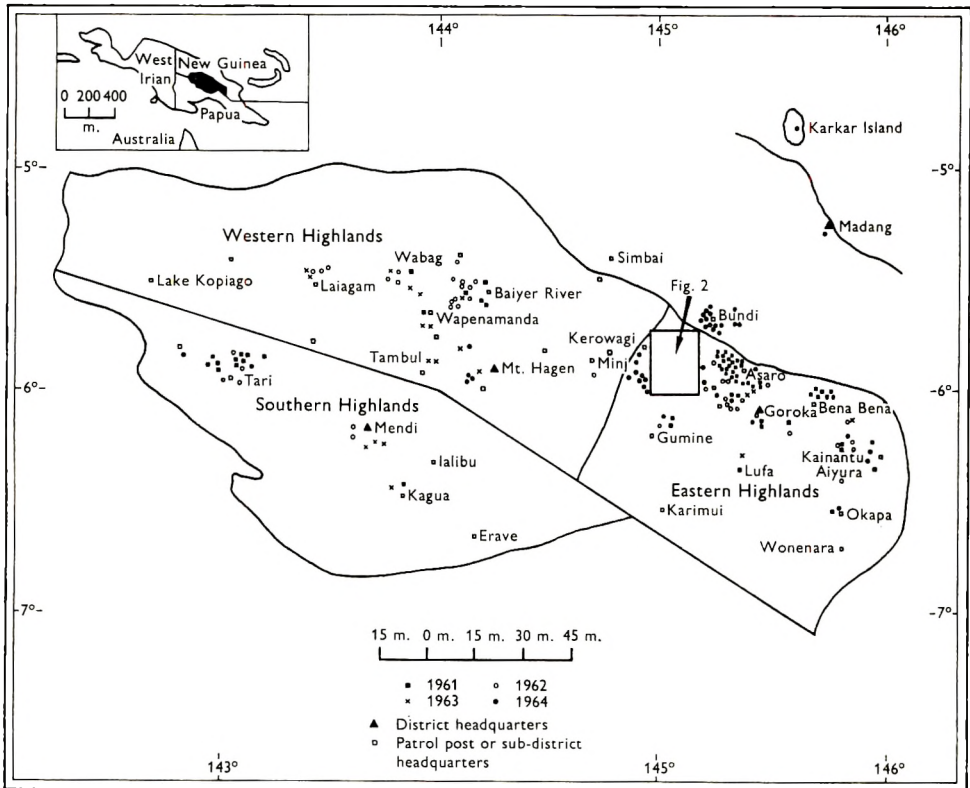 144°
145°
146°
West
Irian
New Guinea
0 200 400
m.
Papua
Australia
Karkar Island
-5°
-5°
Madang
Western Highlands
Simbai
Wabag
Lake Kopiago
Laiagam
Baiyer River
Fig. 2
Bundi
Wapenamanda
Kerowagi
Tambul
Mt. Hagen
Minj
Asaro
-6°
-6°
Tari
Southern Highlands
Goroka
Bena Bena
Mendi
Gumine
Kainantu
Ialibu
Lufa
Aiyura
Kagua
Eastern Highlands
Karimui
Okapa
Erave
Wonenara
-7°
-7°
15 m. 0 m. 15 m. 30 m. 45 m.
1961 1962
1963 1964
District headquarters
Patrol post or sub-district
headquarters
143°
145°
146°